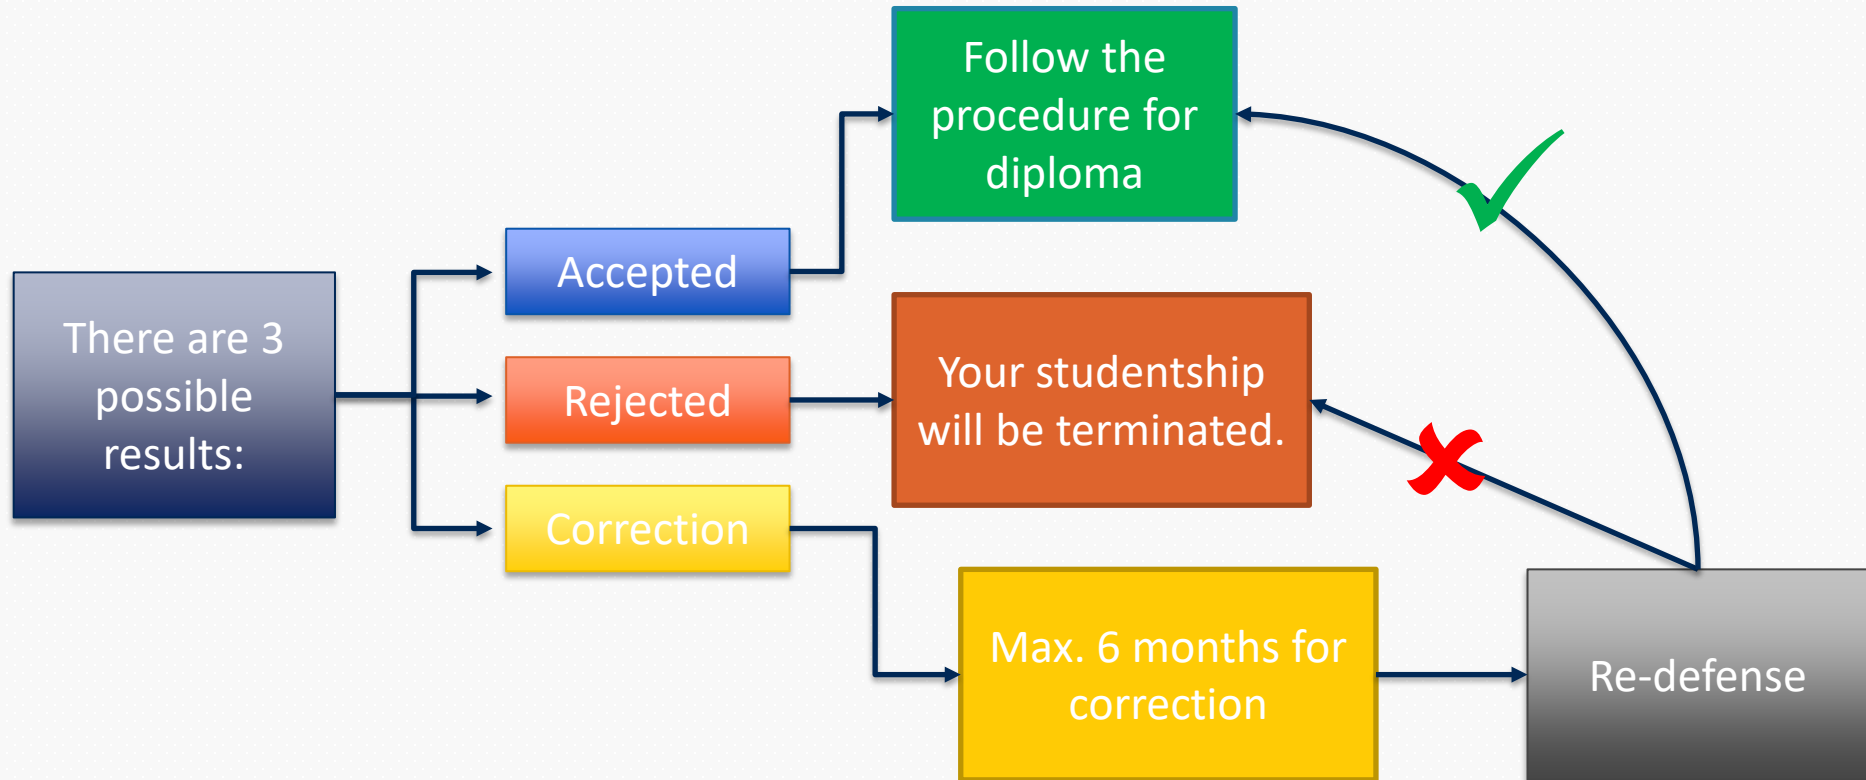 There are 3
possible
results:
Accepted
Rejected
Correction
Follow the
procedure for
diploma
Your studentship
will be terminated.
Max. 6 months for
correction
Re-defense